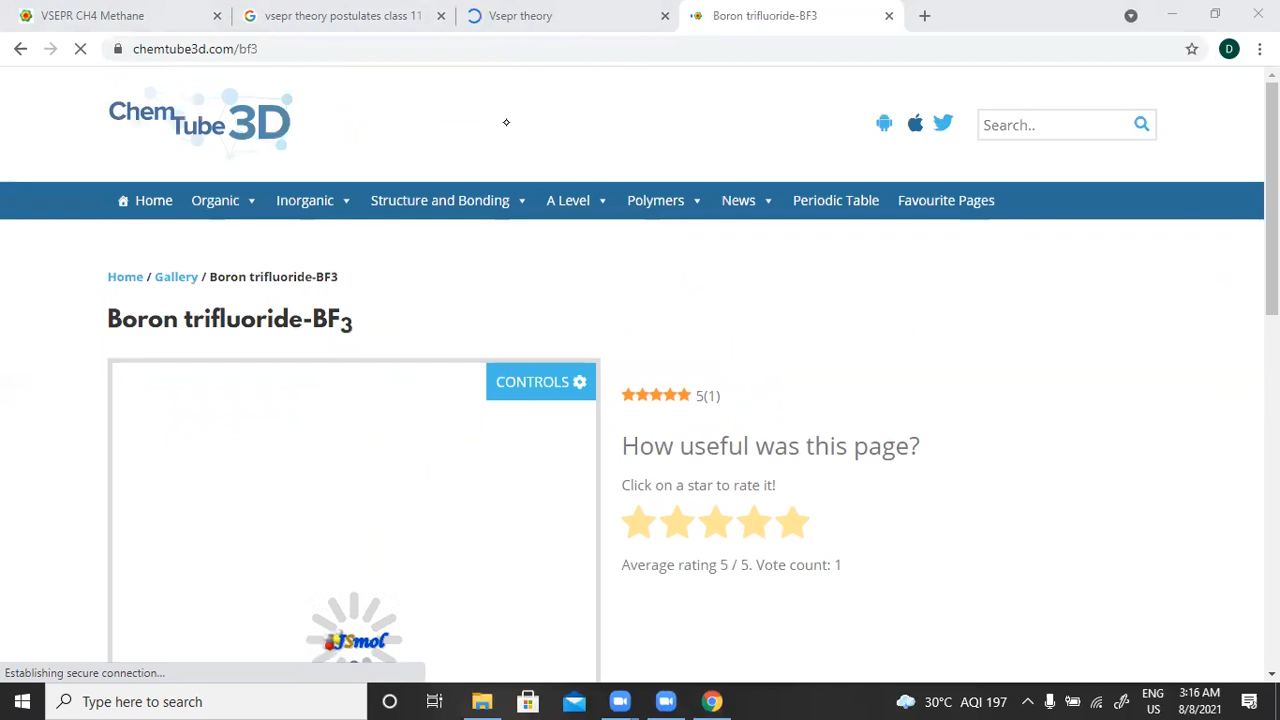 VSEPR CH4 Methane
vsepr theory postulates class 11
Vsepr theory
Boron trifluoride-BF3
chemtube3d.com/bf3
D
ChemTube3D
Search..
Home
Organic
Inorganic
Structure and Bonding
A Level
Polymers
News
Periodic Table
Favourite Pages
Home / Gallery / Boron trifluoride-BF3
Boron trifluoride-BF3
CONTROLS
5(1)
How useful was this page?
Click on a star to rate it!
Average rating 5 / 5. Vote count: 1
JSmol
Establishing secure connection...
Type here to search
30°C AQI 197
ENG
US
3:16 AM
8/8/2021